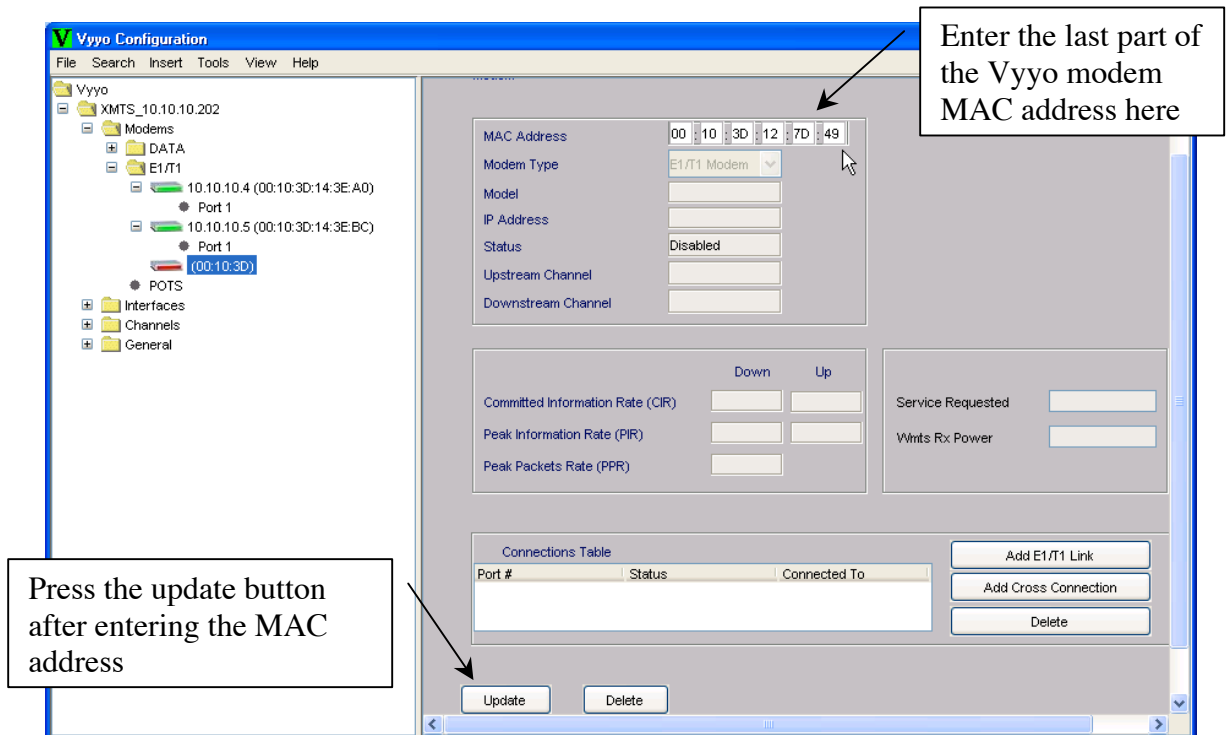 Vyyo Configuration
File Search Insert Tools View Help
Enter the last part of
the Vyyo modem
MAC address here
Vyyo
XMTS_10.10.10.202
Modems
DATA
E1/T1
10.10.10.4 (00:10:3D:14:3E:A0)
Port 1
10.10.10.5 (00:10:3D:14:3E:BC)
Port 1
(00:10:3D)
POTS
Interfaces
Channels
General
MAC Address 00 : 10 : 3D : 12 : 7D : 49
Modem Type E1/T1 Modem
Model
IP Address
Status Disabled
Upstream Channel
Downstream Channel
Down Up
Committed Information Rate (CIR)
Peak Information Rate (PIR)
Peak Packets Rate (PPR)
Service Requested
Wmts Rx Power
Connections Table
Port # Status Connected To
Add E1/T1 Link
Add Cross Connection
Delete
Press the update button
after entering the MAC
address
Update Delete